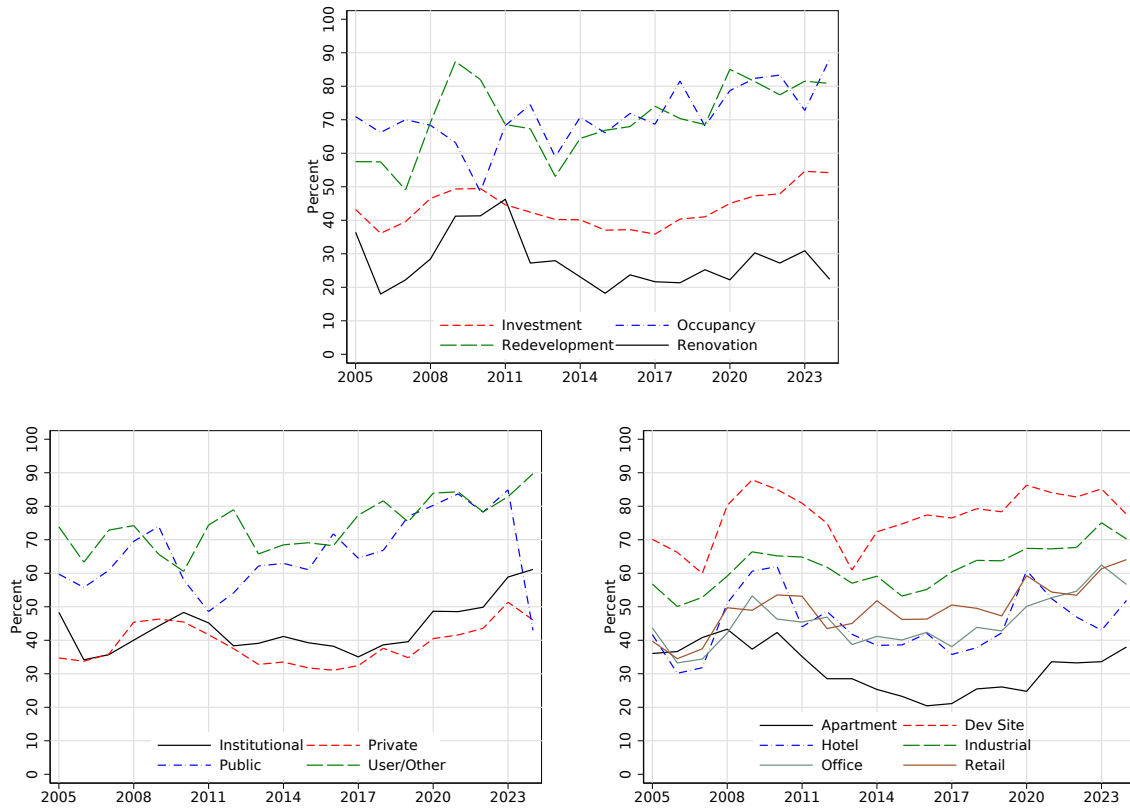 100
90
80
70
60
50
40
30
20
10
0
Percent
Investment Occupancy
Redevelopment Renovation
2005 2008 2011 2014 2017 2020 2023
100
90
80
70
60
50
40
30
20
10
0
Percent
Institutional Private
Public User/Other
2005 2008 2011 2014 2017 2020 2023
100
90
80
70
60
50
40
30
20
10
0
Percent
Apartment Dev Site
Hotel Industrial
Office Retail
2005 2008 2011 2014 2017 2020 2023